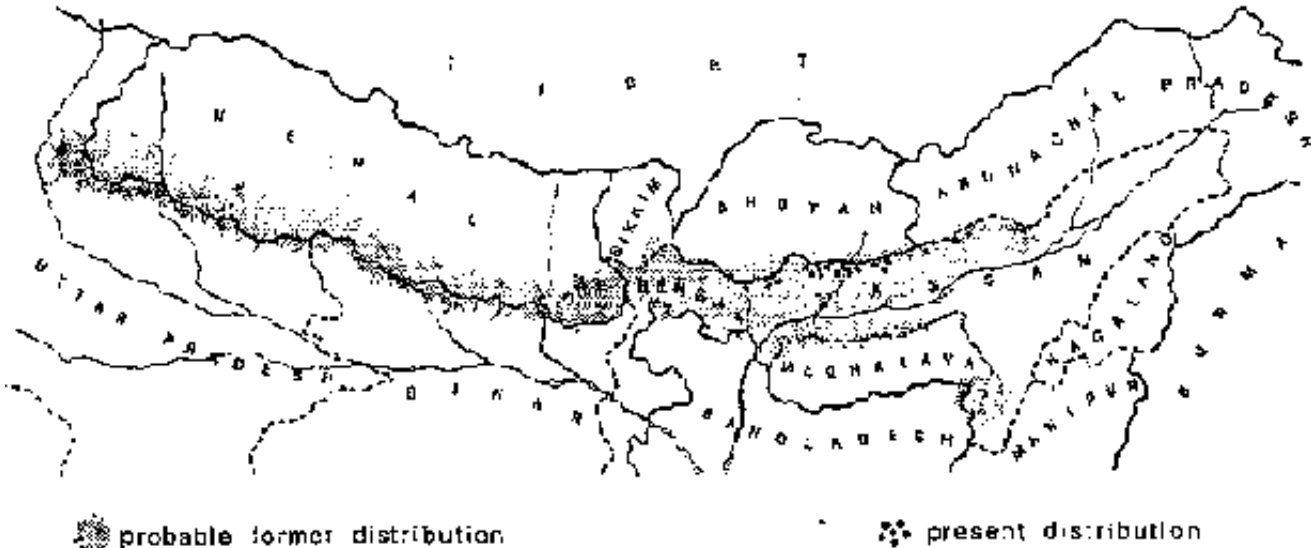 TIBET
NEPAL
SIKKIM
BHUTAN
ARUNACHAL PRADESH
BENGAL
ASSAM
UTTAR PRADESH
BIHAR
MEGHALAYA
NAGALAND
MANIPUR
BANGLADESH
BURMA
probable former distribution
present distribution